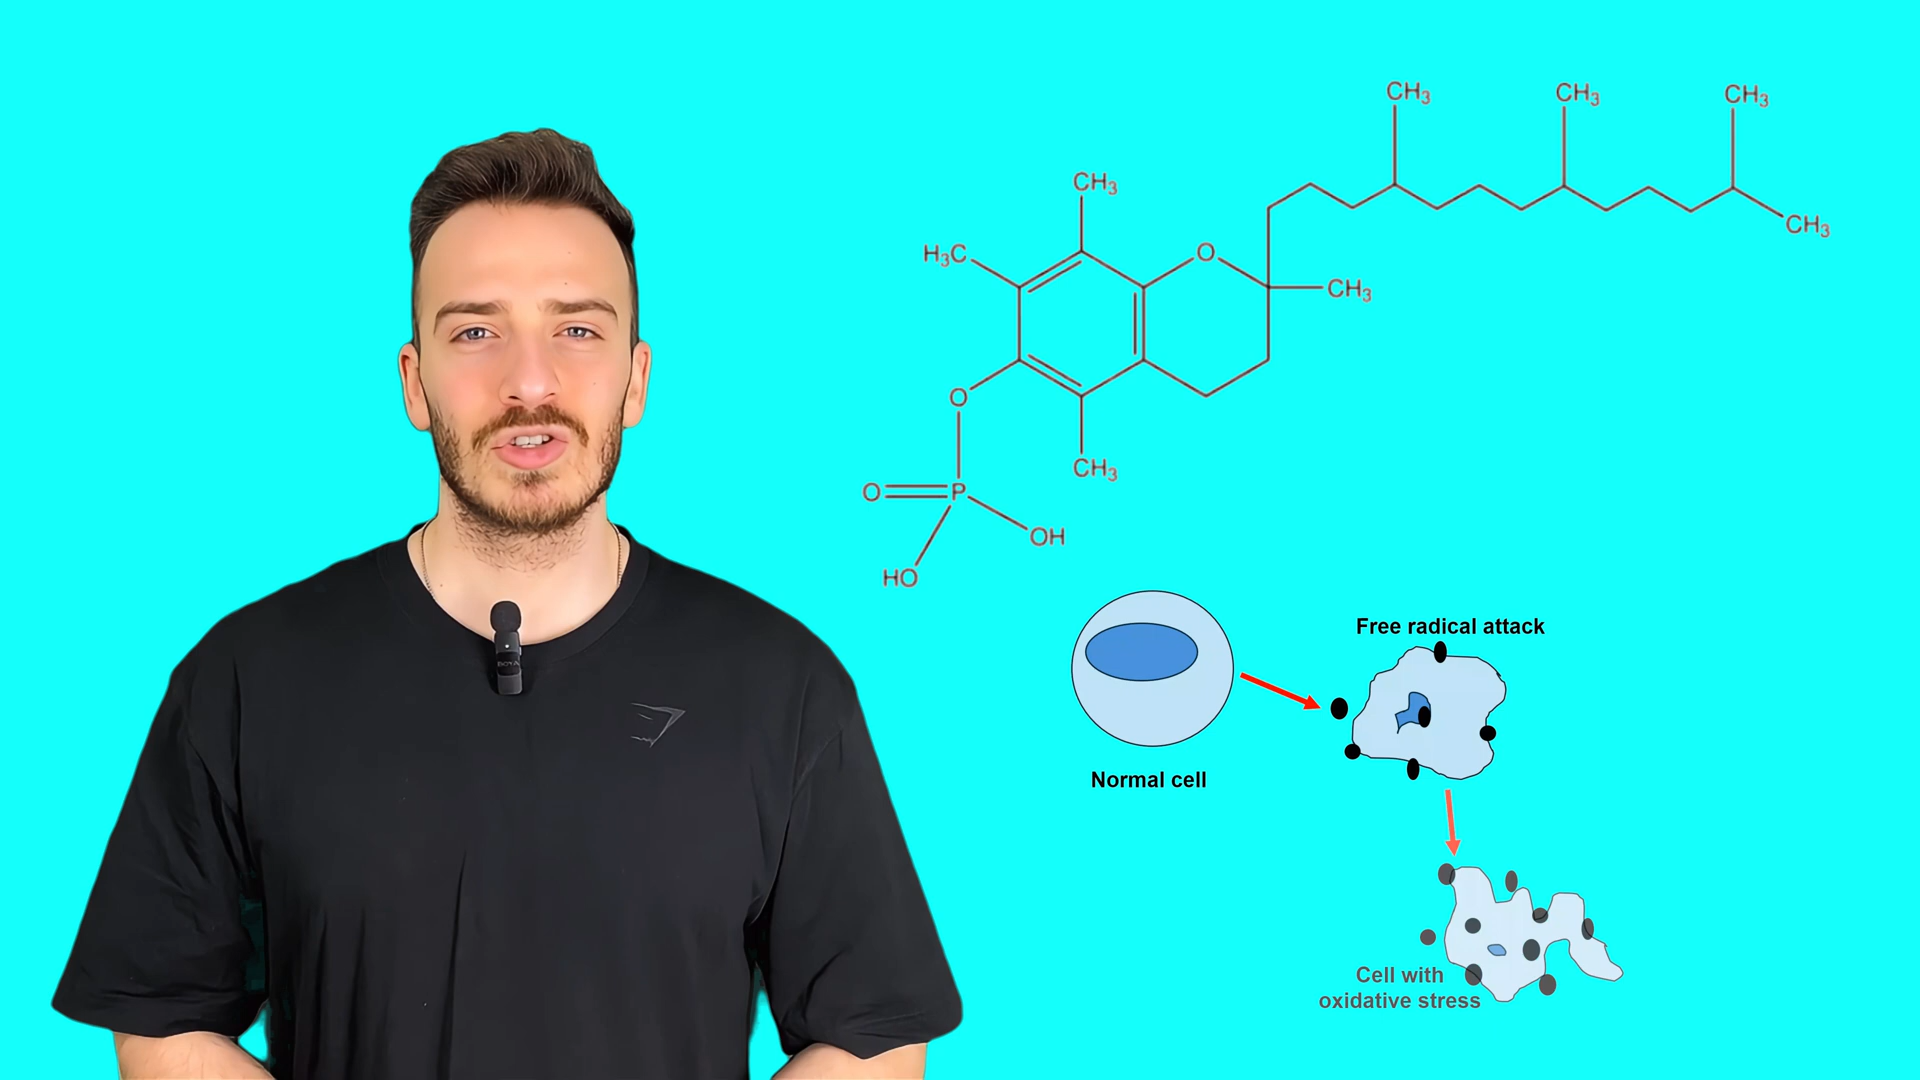 CH₃
CH₃
CH₃
CH₃
CH₃
H₃C
O
CH₃
O
CH₃
O
P
OH
HO
Free radical attack
Normal cell
Cell with
oxidative stress
BOYA